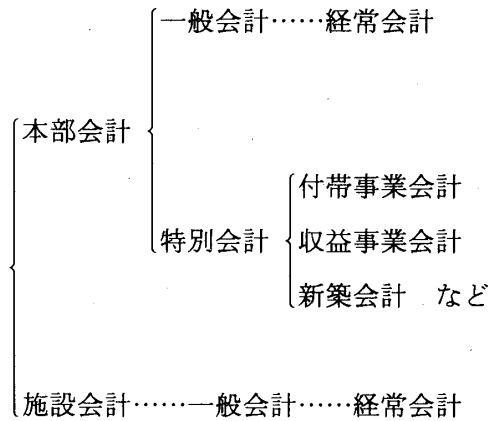 一般会計……経常会計
本部会計
付帯事業会計
特別会計
収益事業会計
新築会計 など
施設会計……一般会計……経常会計